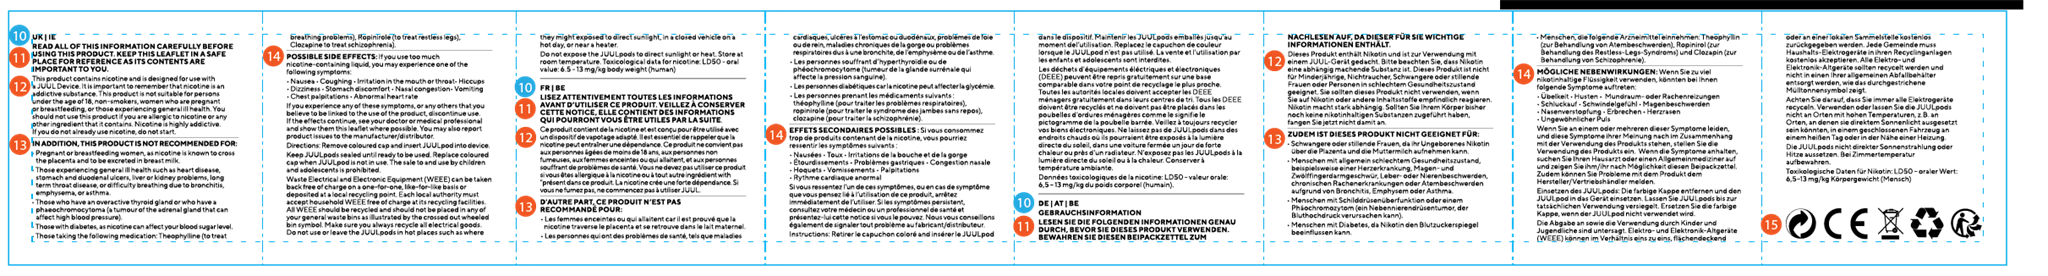 10
UK | IE
11
READ ALL OF THIS INFORMATION CAREFULLY BEFORE
USING THIS PRODUCT. KEEP THIS LEAFLET IN A SAFE
PLACE FOR REFERENCE AS ITS CONTENTS ARE
IMPORTANT TO YOU.
12
This product contains nicotine and is designed for use with
a JUUL Device. It is important to remember that nicotine is an
addictive substance. This product is not suitable for persons
under the age of 18, non-smokers, women who are pregnant
or breastfeeding, or those experiencing general ill health. You
should not use this product if you are allergic to nicotine or any
other ingredient that it contains. Nicotine is highly addictive.
If you do not already use nicotine, do not start.
13
IN ADDITION, THIS PRODUCT IS NOT RECOMMENDED FOR:
· Pregnant or breastfeeding women, as nicotine is known to cross
the placenta and to be excreted in breast milk.
· Those experiencing general ill health such as heart disease,
stomach and duodenal ulcers, liver or kidney problems, long
term throat disease, or difficulty breathing due to bronchitis,
emphysema, or asthma.
· Those who have an overactive thyroid gland or who have a
phaeochromocytoma (a tumour of the adrenal gland that can
affect high blood pressure).
· Those with diabetes, as nicotine can affect your blood sugar level.
· Those taking the following medication: Theophylline (to treat
breathing problems), Ropinirole (to treat restless legs),
Clozapine to treat schizophrenia).
14
POSSIBLE SIDE EFFECTS: If you use too much
nicotine-containing liquid, you may experience one of the
following symptoms:
- Nausea - Coughing - Irritation in the mouth or throat- Hiccups
- Dizziness - Stomach discomfort - Nasal congestion- Vomiting
- Chest palpitations - Abnormal heart rate
If you experience any of these symptoms, or any others that you
believe to be linked to the use of the product, discontinue use.
If the effects continue, see your doctor or medical professional
and show them this leaflet where possible. You may also report
product issues to the manufacturer/distributor.
Directions: Remove coloured cap and insert JUULpod into device.
Keep JUULpods sealed until ready to be used. Replace coloured
cap when JUULpod is not in use. The sale to and use by children
and adolescents is prohibited.
Waste Electrical and Electronic Equipment (WEEE) can be taken
back free of charge on a one-for-one, like-for-like basis or
deposited at a local recycling point. Each local authority must
accept household WEEE free of charge at its recycling facilities.
All WEEE should be recycled and should not be placed in any of
your general waste bins as illustrated by the crossed out wheeled
bin symbol. Make sure you always recycle all electrical goods.
Do not use or leave the JUULpods in hot places such as where
they might exposed to direct sunlight, in a closed vehicle on a
hot day, or near a heater.
Do not expose the JUULpods to direct sunlight or heat. Store at
room temperature. Toxicological data for nicotine: LD50 - oral
value: 6.5 - 13 mg/kg body weight (human)
10
FR | BE
11
LISEZ ATTENTIVEMENT TOUTES LES INFORMATIONS
AVANT D'UTILISER CE PRODUIT. VEILLEZ À CONSERVER
CETTE NOTICE, ELLE CONTIENT DES INFORMATIONS
QUI POURRONT VOUS ÊTRE UTILES PAR LA SUITE.
12
Ce produit contient de la nicotine et est conçu pour être utilisé avec
un dispositif de vapotage adapté. Il est essentiel de rappeler que la
nicotine peut entraîner une dépendance. Ce produit ne convient pas
aux personnes âgées de moins de 18 ans, aux personnes non
fumeuses, aux femmes enceintes ou qui allaitent, et aux personnes
souffrant de problèmes de santé. Vous ne devez pas utiliser ce produit
si vous êtes allergique à la nicotine ou à tout autre ingrédient with
"présent dans ce produit. La nicotine crée une forte dépendance. Si
vous ne fumez pas, ne commencez pas à utiliser JUUL.
13
D'AUTRE PART, CE PRODUIT N'EST PAS
RECOMMANDÉ POUR :
- Les femmes enceintes ou qui allaitent car il est prouvé que la
nicotine traverse le placenta et se retrouve dans le lait maternel.
- Les personnes qui ont des problèmes de santé, tels que maladies
cardiaques, ulcères à l'estomac ou duodénaux, problèmes de foie
ou de rein, maladies chroniques de la gorge ou problèmes
respiratoires dus à une bronchite, de l'emphysème ou de l'asthme.
- Les personnes souffrant d'hyperthyroïdie ou de
phéochromocytome (tumeur de la glande surrénale qui
affecte la pression sanguine).
- Les personnes diabétiques car la nicotine peut affecter la glycémie.
- Les personnes prenant les médicaments suivants :
théophylline (pour traiter les problèmes respiratoires),
ropinirole (pour traiter le syndrome des jambes sans repos),
clozapine (pour traiter la schizophrénie).
14
EFFETS SECONDAIRES POSSIBLES : Si vous consommez
trop de produits contenant de la nicotine, vous pourriez
ressentir les symptômes suivants :
- Nausées - Toux - Irritations de la bouche et de la gorge
- Étourdissements - Problèmes gastriques - Congestion nasale
- Hoquets - Vomissements - Palpitations
- Rythme cardiaque anormal
Si vous ressentez l'un de ces symptômes, ou en cas de symptôme
que vous pensez lié à l'utilisation de ce produit, arrêtez
immédiatement de l'utiliser. Si les symptômes persistent,
consultez votre médecin ou un professionnel de santé et
présentez-lui cette notice si vous le pouvez. Nous vous conseillons
également de signaler tout problème au fabricant/distributeur.
Instructions: Retirer le capuchon coloré and insérer le JUULpod
dans le dispositif. Maintenir les JUULpods emballés jusqu'au
moment de l'utilisation. Replacez le capuchon de couleur
lorsque le JUULpod n'est pas utilisé. La vente et l'utilisation par
les enfants et adolescents sont interdites.
Les déchets d'équipements électriques et électroniques
(DEEE) peuvent être repris gratuitement sur une base
comparable dans votre point de recyclage le plus proche.
Toutes les autorités locales doivent accepter les DEEE
ménagers gratuitement dans leurs centres de tri. Tous les DEEE
doivent être recyclés et ne doivent pas être placés dans les
poubelles d'ordures ménagères comme le signifie le
pictogramme de la poubelle barrée. Veillez à toujours recycler
vos biens électroniques. Ne laissez pas de JUULpods dans des
endroits chauds où ils pourraient être exposés à la lumière
directe du soleil, dans une voiture fermée un jour de forte
chaleur ou près d'un radiateur. N'exposez pas les JUULpods à la
lumière directe du soleil ou à la chaleur. Conserver à
température ambiante.
Données toxicologiques de la nicotine: LD50 - valeur orale:
6,5 - 13 mg/kg du poids corporel (humain).
10
DE | AT | BE
GEBRAUCHSINFORMATION
11
LESEN SIE DIE FOLGENDEN INFORMATIONEN GENAU
DURCH, BEVOR SIE DIESES PRODUKT VERWENDEN.
BEWAHREN SIE DIESEN BEIPACKZETTEL ZUM
NACHLESEN AUF, DA DIESER FÜR SIE WICHTIGE
INFORMATIONEN ENTHÄLT.
12
Dieses Produkt enthält Nikotin und ist zur Verwendung mit
einem JUUL-Gerät gedacht. Bitte beachten Sie, dass Nikotin
eine abhängig machende Substanz ist. Dieses Produkt ist nicht
für Minderjährige, Nichtraucher, Schwangere oder stillende
Frauen oder Personen in schlechtem Gesundheitszustand
geeignet. Sie sollten dieses Produkt nicht verwenden, wenn
Sie auf Nikotin oder andere Inhaltsstoffe empfindlich reagieren.
Nikotin macht stark abhängig. Sollten Sie Ihrem Körper bisher
noch keine nikotinhaltigen Substanzen zugeführt haben,
fangen Sie jetzt nicht damit an.
13
ZUDEM IST DIESES PRODUKT NICHT GEEIGNET FÜR:
- Schwangere oder stillende Frauen, da ihr Ungeborenes Nikotin
über die Plazenta und die Muttermilch aufnehmen kann.
- Menschen mit allgemein schlechtem Gesundheitszustand,
beispielsweise einer Herzerkrankung, Magen- und
Zwölffingerdarmgeschwür, Leber- oder Nierenbeschwerden,
chronischen Rachenerkrankungen oder Atembeschwerden
aufgrund von Bronchitis, Emphysem oder Asthma.
- Menschen mit Schilddrüsenüberfunktion oder einem
Phäochromozytom (ein Nebennierendrüsentumor, der
Bluthochdruck verursachen kann).
- Menschen mit Diabetes, da Nikotin den Blutzuckerspiegel
beeinflussen kann.
- Menschen, die folgende Arzneimittel einnehmen: Theophyllin
(zur Behandlung von Atembeschwerden), Ropinirol (zur
Behandlung des Restless-Legs-Syndrom) und Clozapin (zur
Behandlung von Schizophrenie).
14
MÖGLICHE NEBENWIRKUNGEN: Wenn Sie zu viel
nikotinhaltige Flüssigkeit verwenden, könnten bei Ihnen
folgende Symptome auftreten:
- Übelkeit - Husten - Mundraum- oder Rachenreizungen
- Schluckauf - Schwindelgefühl - Magenbeschwerden
- Nasenverstopfung - Erbrechen - Herzrasen
- Ungewöhnlicher Puls
Wenn Sie an einem oder mehreren dieser Symptome leiden,
und diese Symptome Ihrer Meinung nach im Zusammenhang
mit der Verwendung des Produkts stehen, stellen Sie die
Verwendung des Produkts ein. Wenn die Symptome anhalten,
suchen Sie Ihren Hausarzt oder einen Allgemeinmediziner auf
und zeigen Sie ihm/ihr nach Möglichkeit diesen Beipackzettel.
Zudem können Sie Probleme mit dem Produkt dem
Hersteller/Vertriebshändler melden.
Einsetzen des JUULpods: Die farbige Kappe entfernen und den
JUULpod in das Gerät einsetzen. Lassen Sie JUULpods bis zur
tatsächlichen Verwendung versiegelt. Ersetzen Sie die farbige
Kappe, wenn der JUULpod nicht verwendet wird.
Die Abgabe an sowie die Verwendung durch Kinder und
Jugendliche sind untersagt. Elektro- und Elektronik-Altgeräte
(WEEE) können im Verhältnis eins zu eins, flächendeckend
oder an einer lokalen Sammelstelle kostenlos
zurückgegeben werden. Jede Gemeinde muss
Haushalts-Elektrogeräte in ihren Recyclinganlagen
kostenlos akzeptieren. Alle Elektro- und
Elektronik-Altgeräte sollten recycelt werden und
nicht in einen Ihrer allgemeinen Abfallbehälter
entsorgt werden, wie das durchgestrichene
Mülltonnensymbol zeigt.
Achten Sie darauf, dass Sie immer alle Elektrogeräte
recyceln. Verwenden oder lassen Sie die JUULpods
nicht an Orten mit hohen Temperaturen, z.B. an
Orten, an denen sie direktem Sonnenlicht ausgesetzt
sein könnten, in einem geschlossenen Fahrzeug an
einem heißen Tag oder in der Nähe einer Heizung.
Die JUULpods nicht direkter Sonnenstrahlung oder
Hitze aussetzen. Bei Zimmertemperatur
aufbewahren.
Toxikologische Daten für Nikotin: LD50 - oraler Wert:
6,5-13 mg/kg Körpergewicht (Mensch)
15
CE